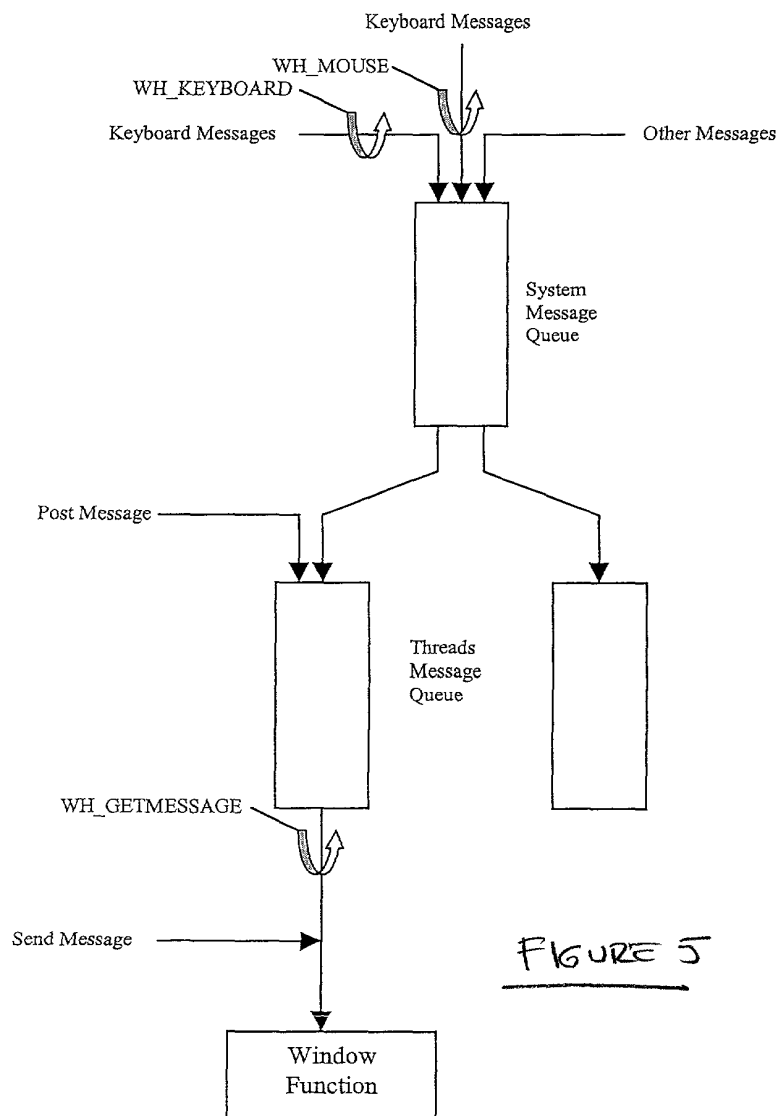 Keyboard Messages
WH_MOUSE
WH_KEYBOARD
Keyboard Messages
Other Messages
System
Message
Queue
Post Message
Threads
Message
Queue
WH_GETMESSAGE
Send Message
FIGURE 5
Window
Function